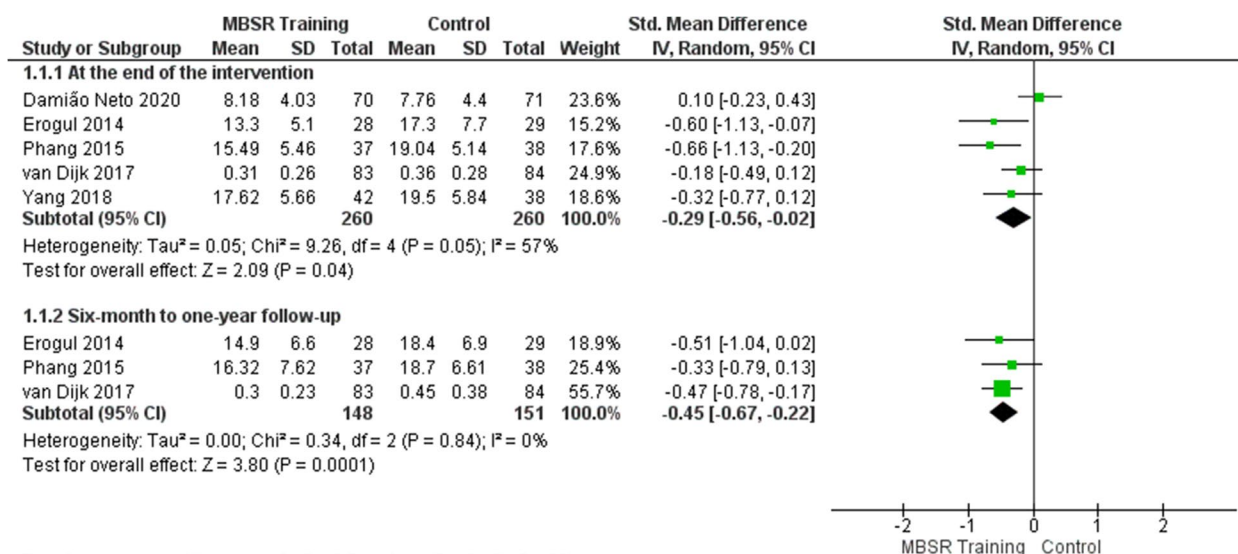 MBSR Training Control Std. Mean Difference Std. Mean Difference
Study or Subgroup Mean SD Total Mean SD Total Weight IV, Random, 95% CI IV, Random, 95% CI
1.1.1 At the end of the intervention
Damião Neto 2020 8.18 4.03 70 7.76 4.4 71 23.6% 0.10 [-0.23, 0.43]
Erogul 2014 13.3 5.1 28 17.3 7.7 29 15.2% -0.60 [-1.13, -0.07]
Phang 2015 15.49 5.46 37 19.04 5.14 38 17.6% -0.66 [-1.13, -0.20]
van Dijk 2017 0.31 0.26 83 0.36 0.28 84 24.9% -0.18 [-0.49, 0.12]
Yang 2018 17.62 5.66 42 19.5 5.84 38 18.6% -0.32 [-0.77, 0.12]
Subtotal (95% CI) 260 260 100.0% -0.29 [-0.56, -0.02]
Heterogeneity: Tau² = 0.05; Chi² = 9.26, df = 4 (P = 0.05); I² = 57%
Test for overall effect: Z = 2.09 (P = 0.04)
1.1.2 Six-month to one-year follow-up
Erogul 2014 14.9 6.6 28 18.4 6.9 29 18.9% -0.51 [-1.04, 0.02]
Phang 2015 16.32 7.62 37 18.7 6.61 38 25.4% -0.33 [-0.79, 0.13]
van Dijk 2017 0.3 0.23 83 0.45 0.38 84 55.7% -0.47 [-0.78, -0.17]
Subtotal (95% CI) 148 151 100.0% -0.45 [-0.67, -0.22]
Heterogeneity: Tau² = 0.00; Chi² = 0.34, df = 2 (P = 0.84); I² = 0%
Test for overall effect: Z = 3.80 (P = 0.0001)
-2 -1 0 1 2
MBSR Training Control